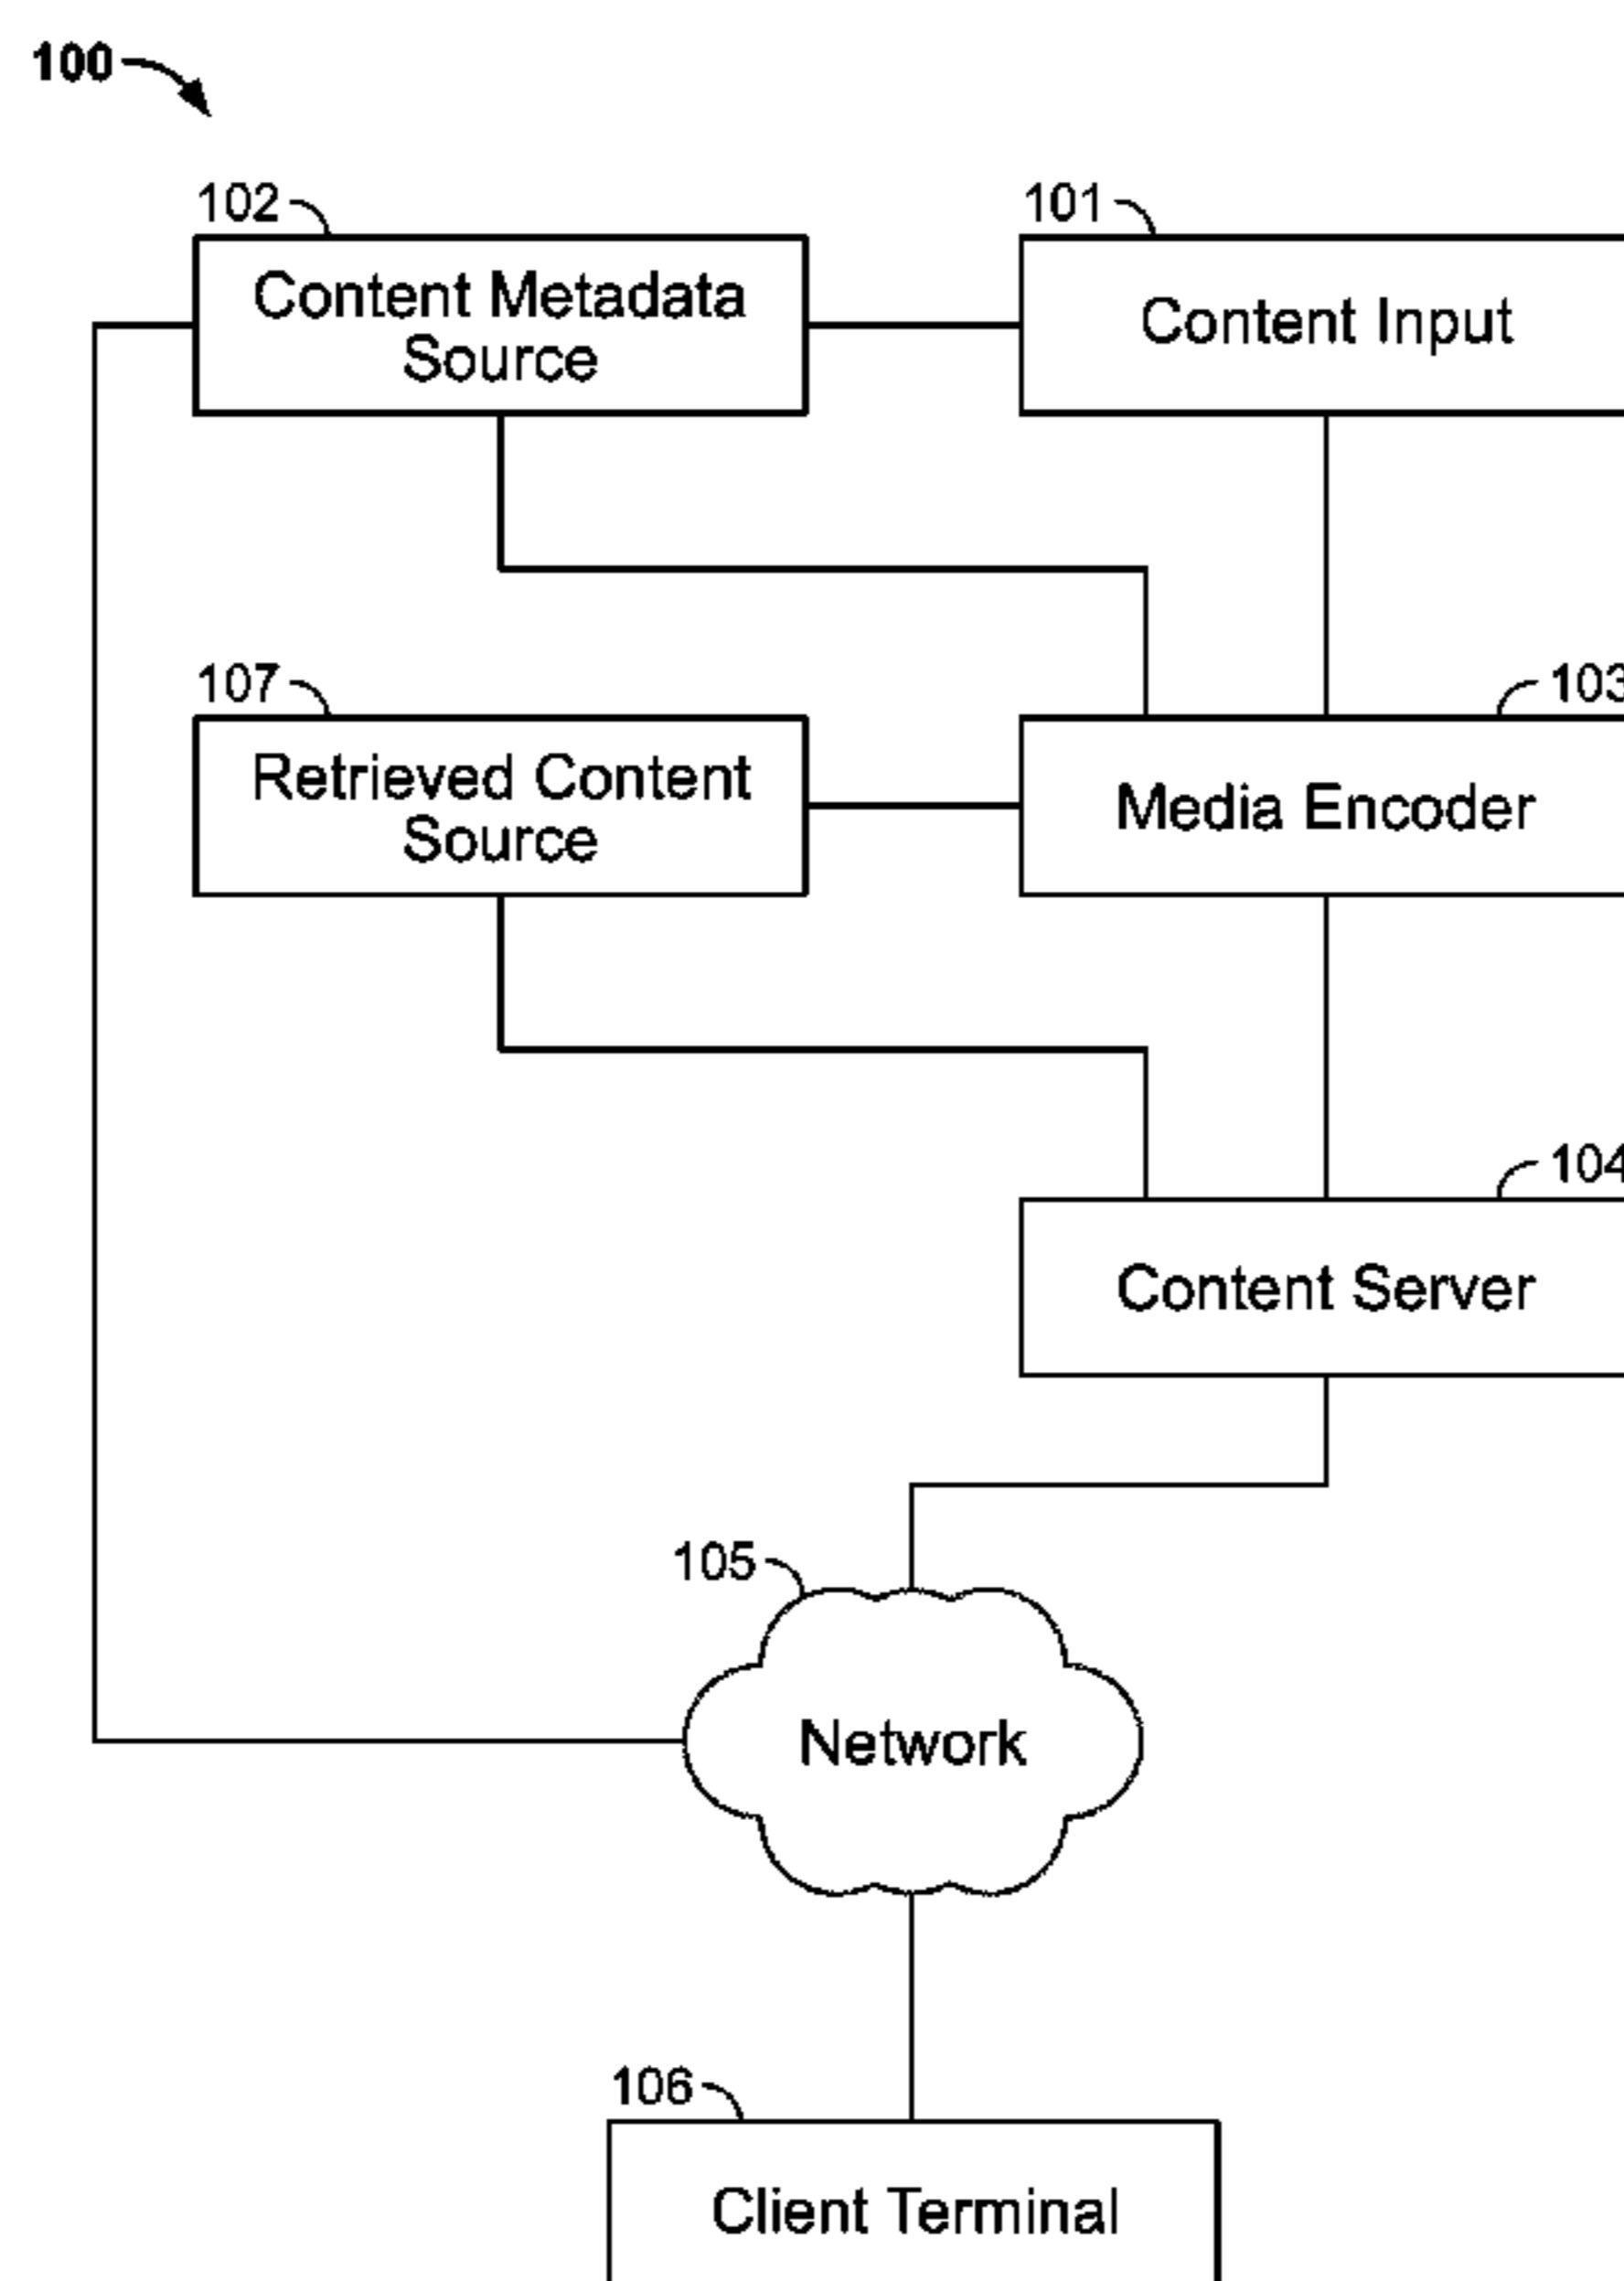 100
102
101
Content Metadata
Source
Content Input
107
103
Retrieved Content
Source
Media Encoder
104
Content Server
105
Network
106
Client Terminal